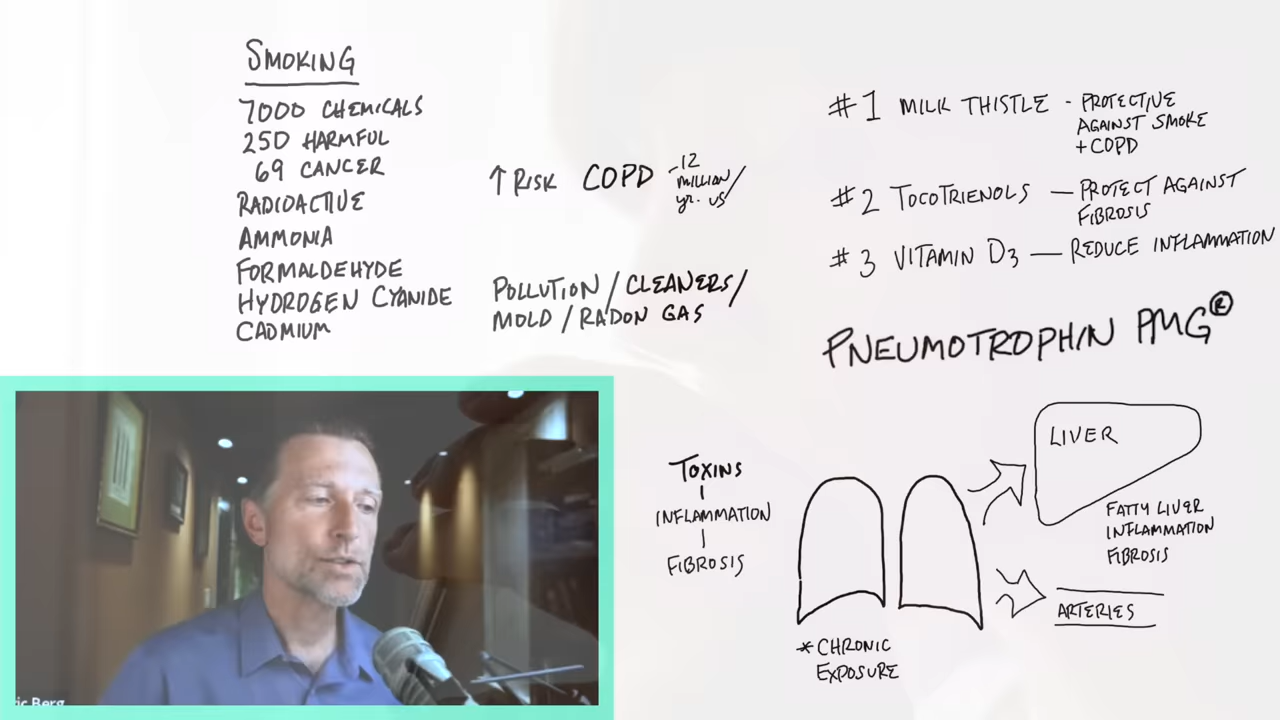 SMOKING
7000 CHEMICALS
250 HARMFUL
69 CANCER
RADIOACTIVE
AMMONIA
FORMALDEHYDE
HYDROGEN CYANIDE
CADMIUM
↑ RISK COPD - 12
MILLION/
yr. US
POLLUTION / CLEANERS /
MOLD / RADON GAS
#1 MILK THISTLE - PROTECTIVE
AGAINST SMOKE
+ COPD
#2 TOCOTRIENOLS — PROTECT AGAINST
FIBROSIS
#3 VITAMIN D3 — REDUCE INFLAMMATION
PNEUMOTROPHIN PMG®
TOXINS
INFLAMMATION
FIBROSIS
* CHRONIC
EXPOSURE
LIVER
FATTY LIVER
INFLAMMATION
FIBROSIS
ARTERIES
ic Berg